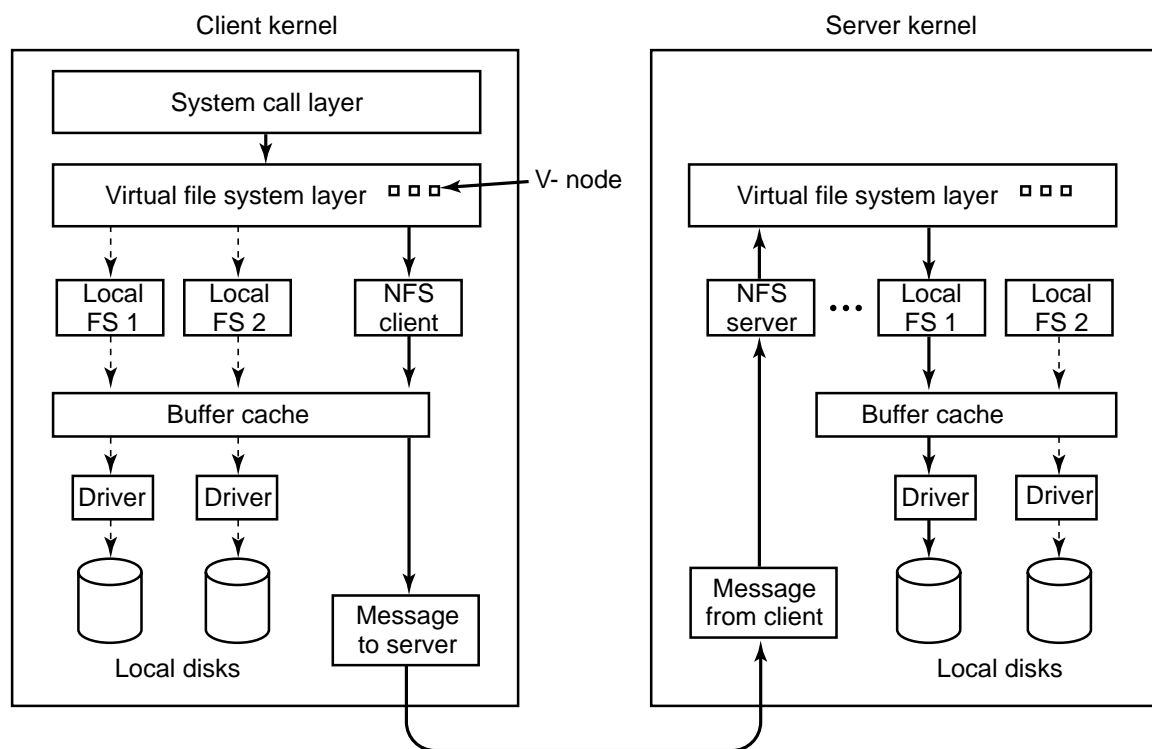 Client kernel
Server kernel
System call layer
Virtual file system layer
V- node
Virtual file system layer
Local
FS 1
Local
FS 2
NFS
client
NFS
server
Local
FS 1
Local
FS 2
Buffer cache
Buffer cache
Driver
Driver
Driver
Driver
Message
to server
Message
from client
Local disks
Local disks